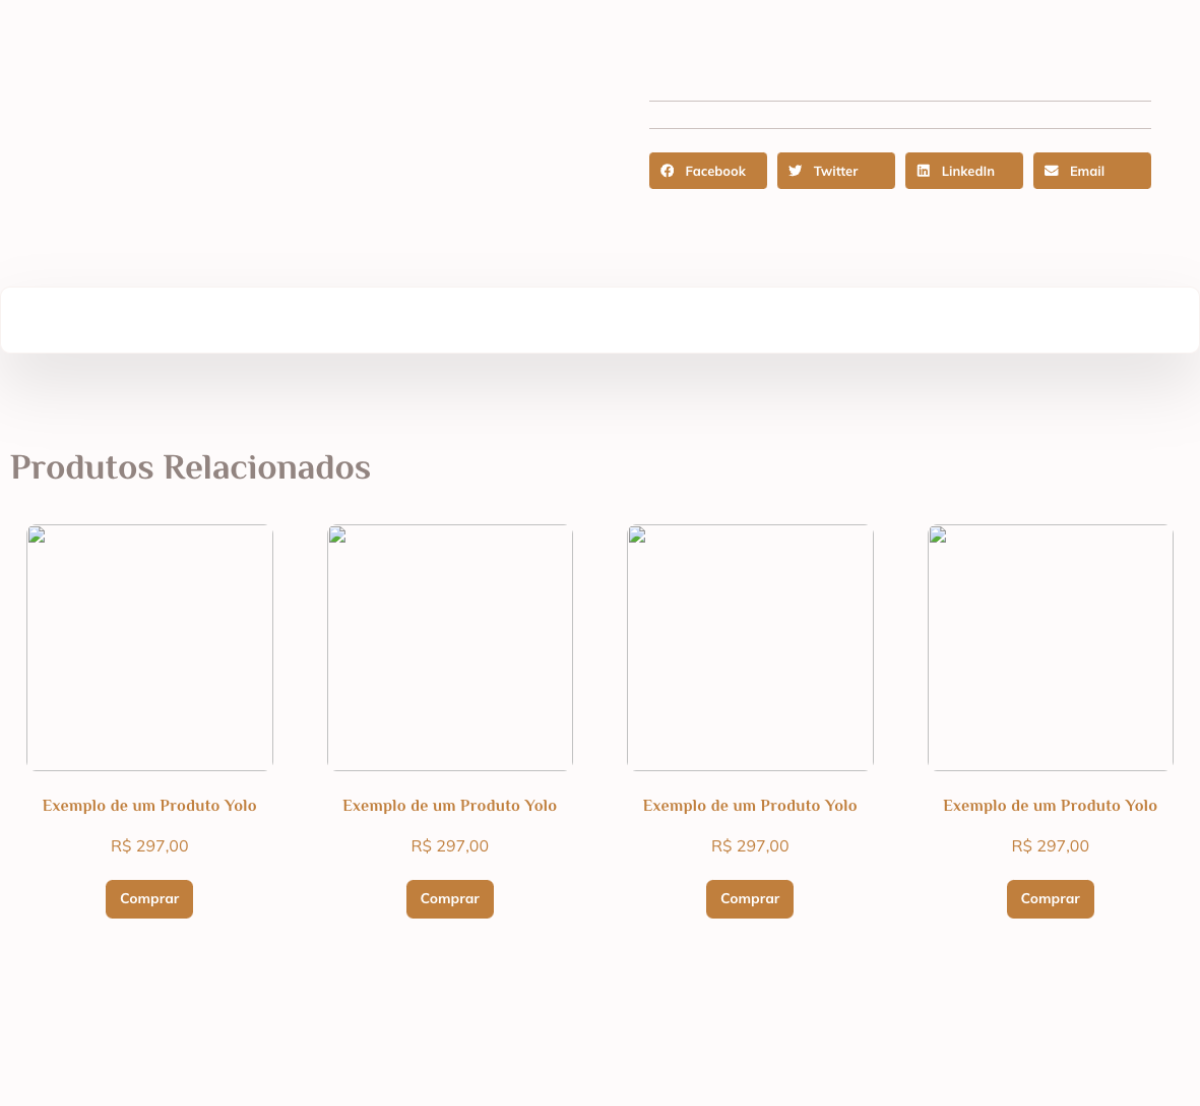 Facebook Twitter LinkedIn Email
Produtos Relacionados
Exemplo de um Produto Yolo Exemplo de um Produto Yolo Exemplo de um Produto Yolo Exemplo de um Produto Yolo
R$ 297,00 R$ 297,00 R$ 297,00 R$ 297,00
Comprar Comprar Comprar Comprar